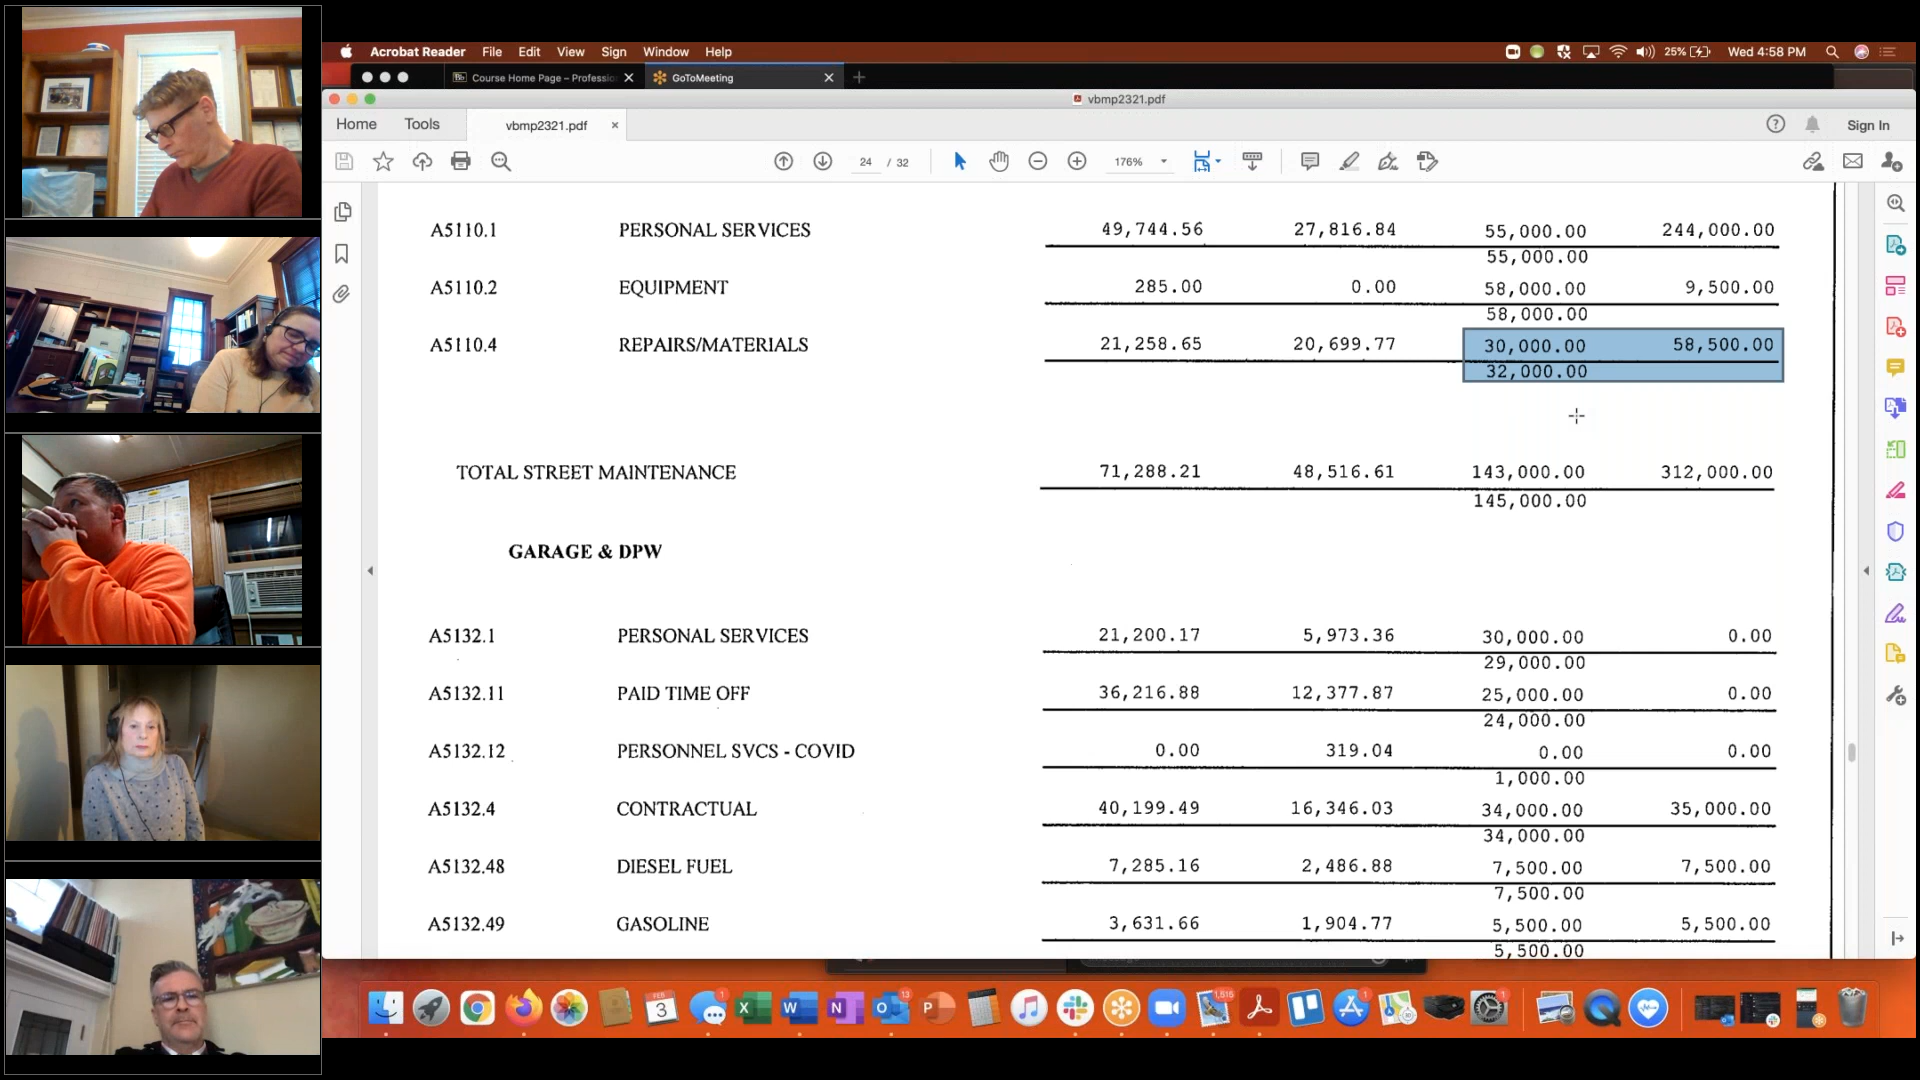 Acrobat Reader File Edit View Sign Window Help 25% Wed 4:58 PM
Course Home Page – Professio GoToMeeting
vbmp2321.pdf
Home Tools vbmp2321.pdf Sign In
24 / 32 176%
A5110.1 PERSONAL SERVICES 49,744.56 27,816.84 55,000.00 244,000.00
55,000.00
A5110.2 EQUIPMENT 285.00 0.00 58,000.00 9,500.00
58,000.00
A5110.4 REPAIRS/MATERIALS 21,258.65 20,699.77 30,000.00 58,500.00
32,000.00
TOTAL STREET MAINTENANCE 71,288.21 48,516.61 143,000.00 312,000.00
145,000.00
GARAGE & DPW
A5132.1 PERSONAL SERVICES 21,200.17 5,973.36 30,000.00 0.00
29,000.00
A5132.11 PAID TIME OFF 36,216.88 12,377.87 25,000.00 0.00
24,000.00
A5132.12 PERSONNEL SVCS - COVID 0.00 319.04 0.00 0.00
1,000.00
A5132.4 CONTRACTUAL 40,199.49 16,346.03 34,000.00 35,000.00
34,000.00
A5132.48 DIESEL FUEL 7,285.16 2,486.88 7,500.00 7,500.00
7,500.00
A5132.49 GASOLINE 3,631.66 1,904.77 5,500.00 5,500.00
5,500.00
FEB
3